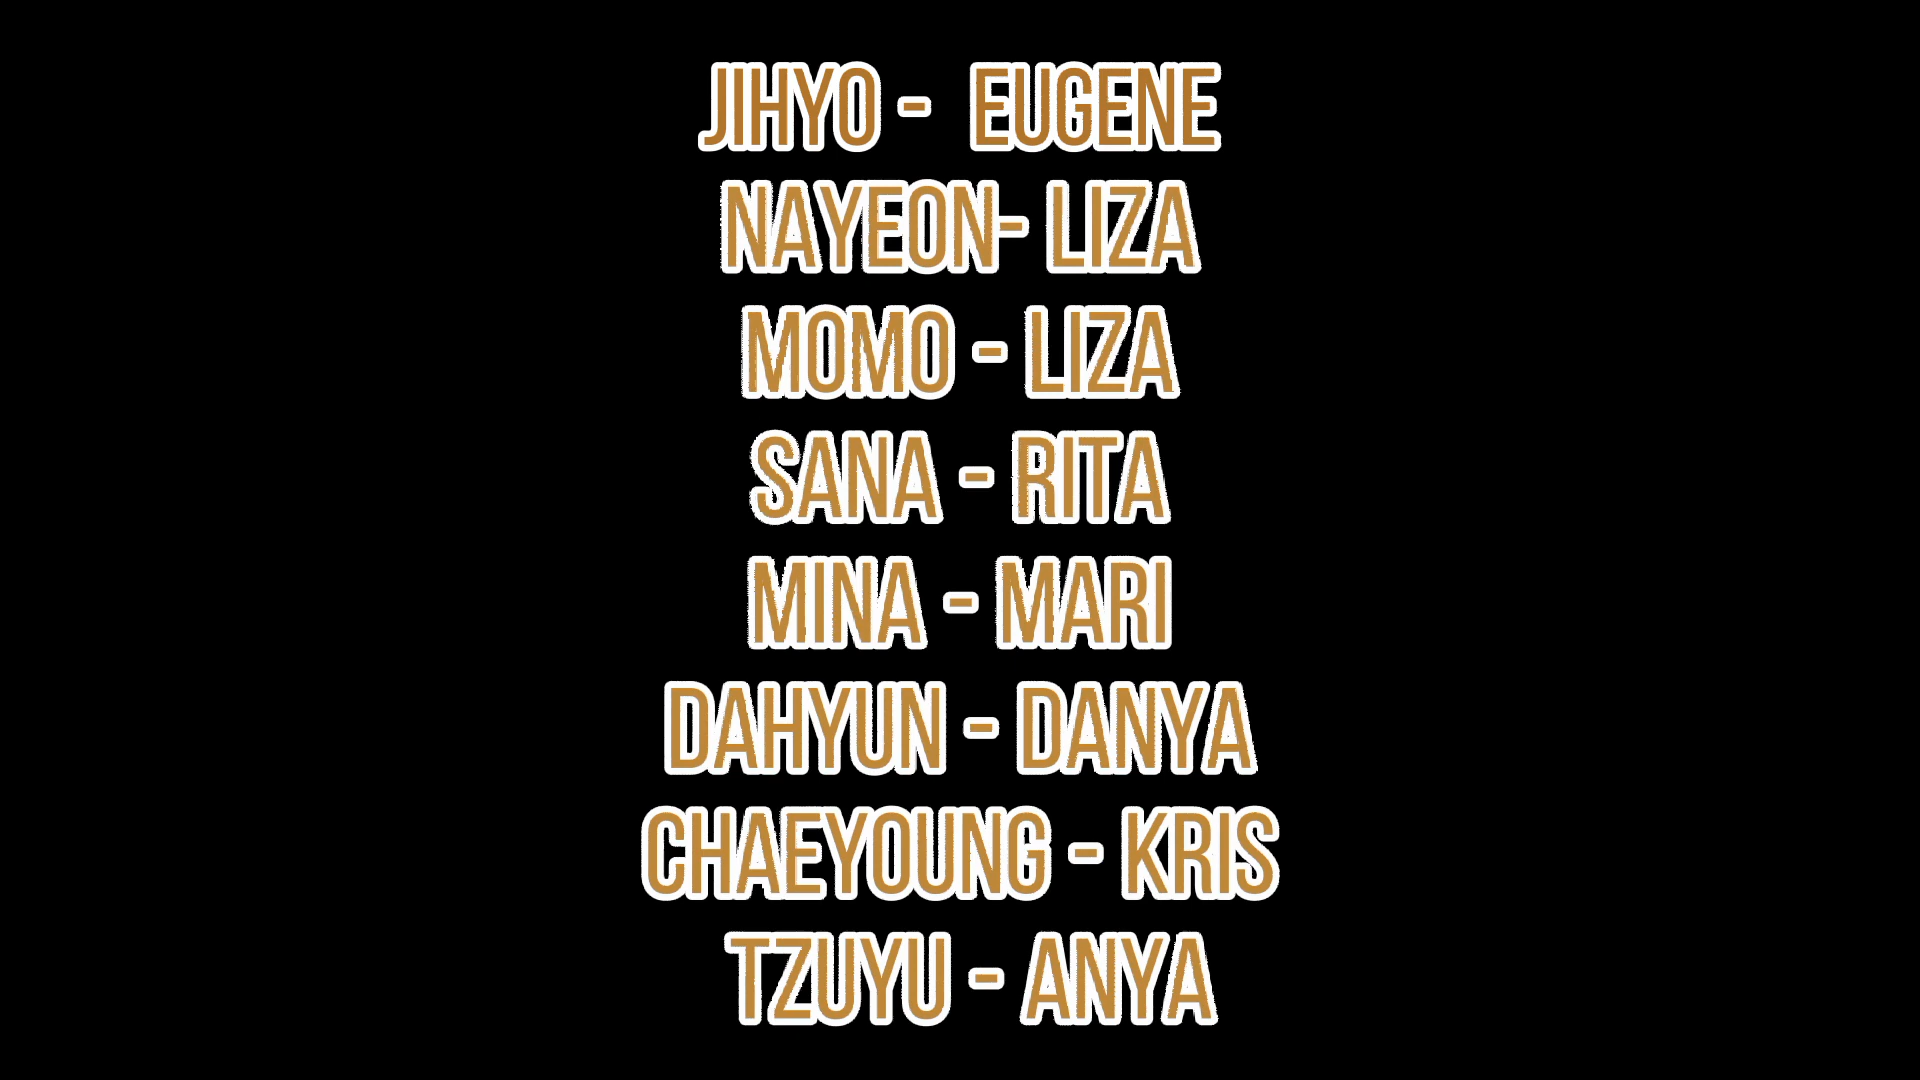 JIHYO -  EUGENE
NAYEON- LIZA
MOMO - LIZA
SANA - RITA
MINA - MARI
DAHYUN - DANYA
CHAEYOUNG - KRIS
TZUYU - ANYA